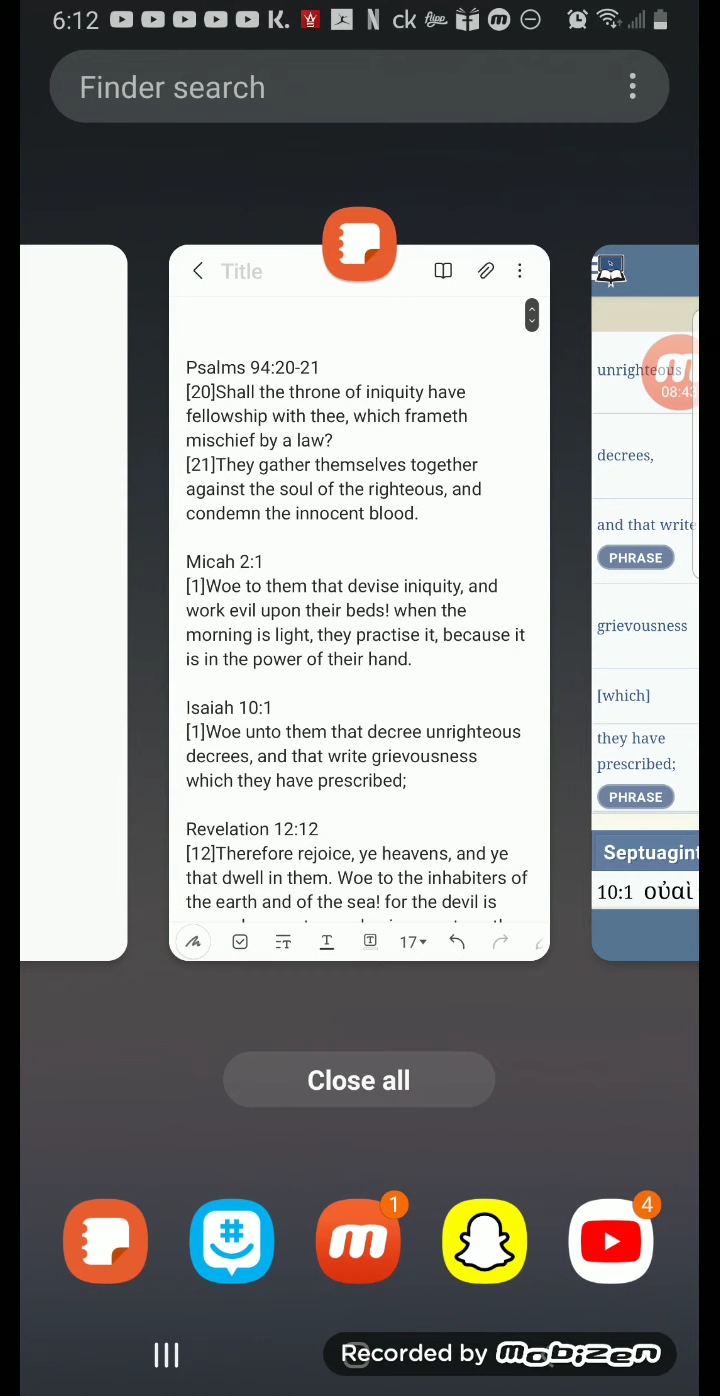 6:12 K. N ck flipp m
Finder search
Title
Psalms 94:20-21
[20]Shall the throne of iniquity have
fellowship with thee, which frameth
mischief by a law?
[21]They gather themselves together
against the soul of the righteous, and
condemn the innocent blood.
Micah 2:1
[1]Woe to them that devise iniquity, and
work evil upon their beds! when the
morning is light, they practise it, because it
is in the power of their hand.
Isaiah 10:1
[1]Woe unto them that decree unrighteous
decrees, and that write grievousness
which they have prescribed;
Revelation 12:12
[12]Therefore rejoice, ye heavens, and ye
that dwell in them. Woe to the inhabiters of
the earth and of the sea! for the devil is
17
unrighteous
m
08:43
decrees,
and that write
PHRASE
grievousness
[which]
they have
prescribed;
PHRASE
Septuagint
10:1 οὐαὶ
Close all
#
m
1
4
Recorded by mobizen